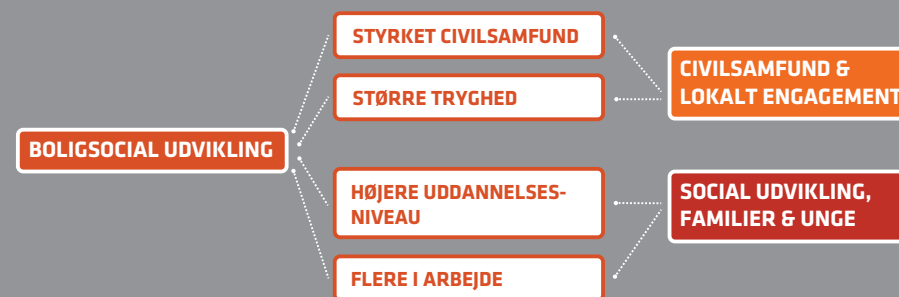 BOLIGSOCIAL UDVIKLING
STYRKET CIVILSAMFUND
STØRRE TRYGHED
HØJERE UDDANNELSES-
NIVEAU
FLERE I ARBEJDE
CIVILSAMFUND &
LOKALT ENGAGEMENT
SOCIAL UDVIKLING,
FAMILIER & UNGE